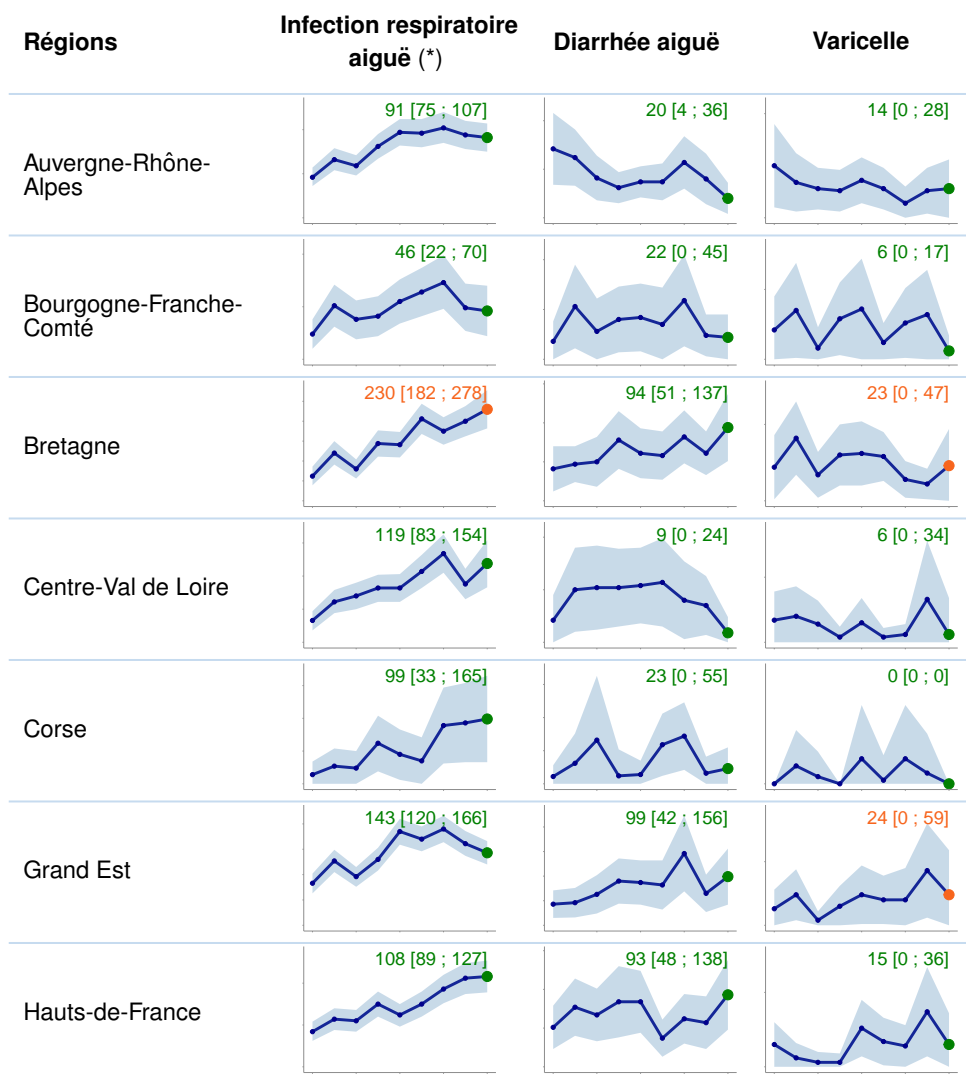 Régions
Infection respiratoire
aiguë (*)
Diarrhée aiguë
Varicelle
Auvergne-Rhône-
Alpes
91 [75 ; 107]
20 [4 ; 36]
14 [0 ; 28]
Bourgogne-Franche-
Comté
46 [22 ; 70]
22 [0 ; 45]
6 [0 ; 17]
Bretagne
230 [182 ; 278]
94 [51 ; 137]
23 [0 ; 47]
Centre-Val de Loire
119 [83 ; 154]
9 [0 ; 24]
6 [0 ; 34]
Corse
99 [33 ; 165]
23 [0 ; 55]
0 [0 ; 0]
Grand Est
143 [120 ; 166]
99 [42 ; 156]
24 [0 ; 59]
Hauts-de-France
108 [89 ; 127]
93 [48 ; 138]
15 [0 ; 36]